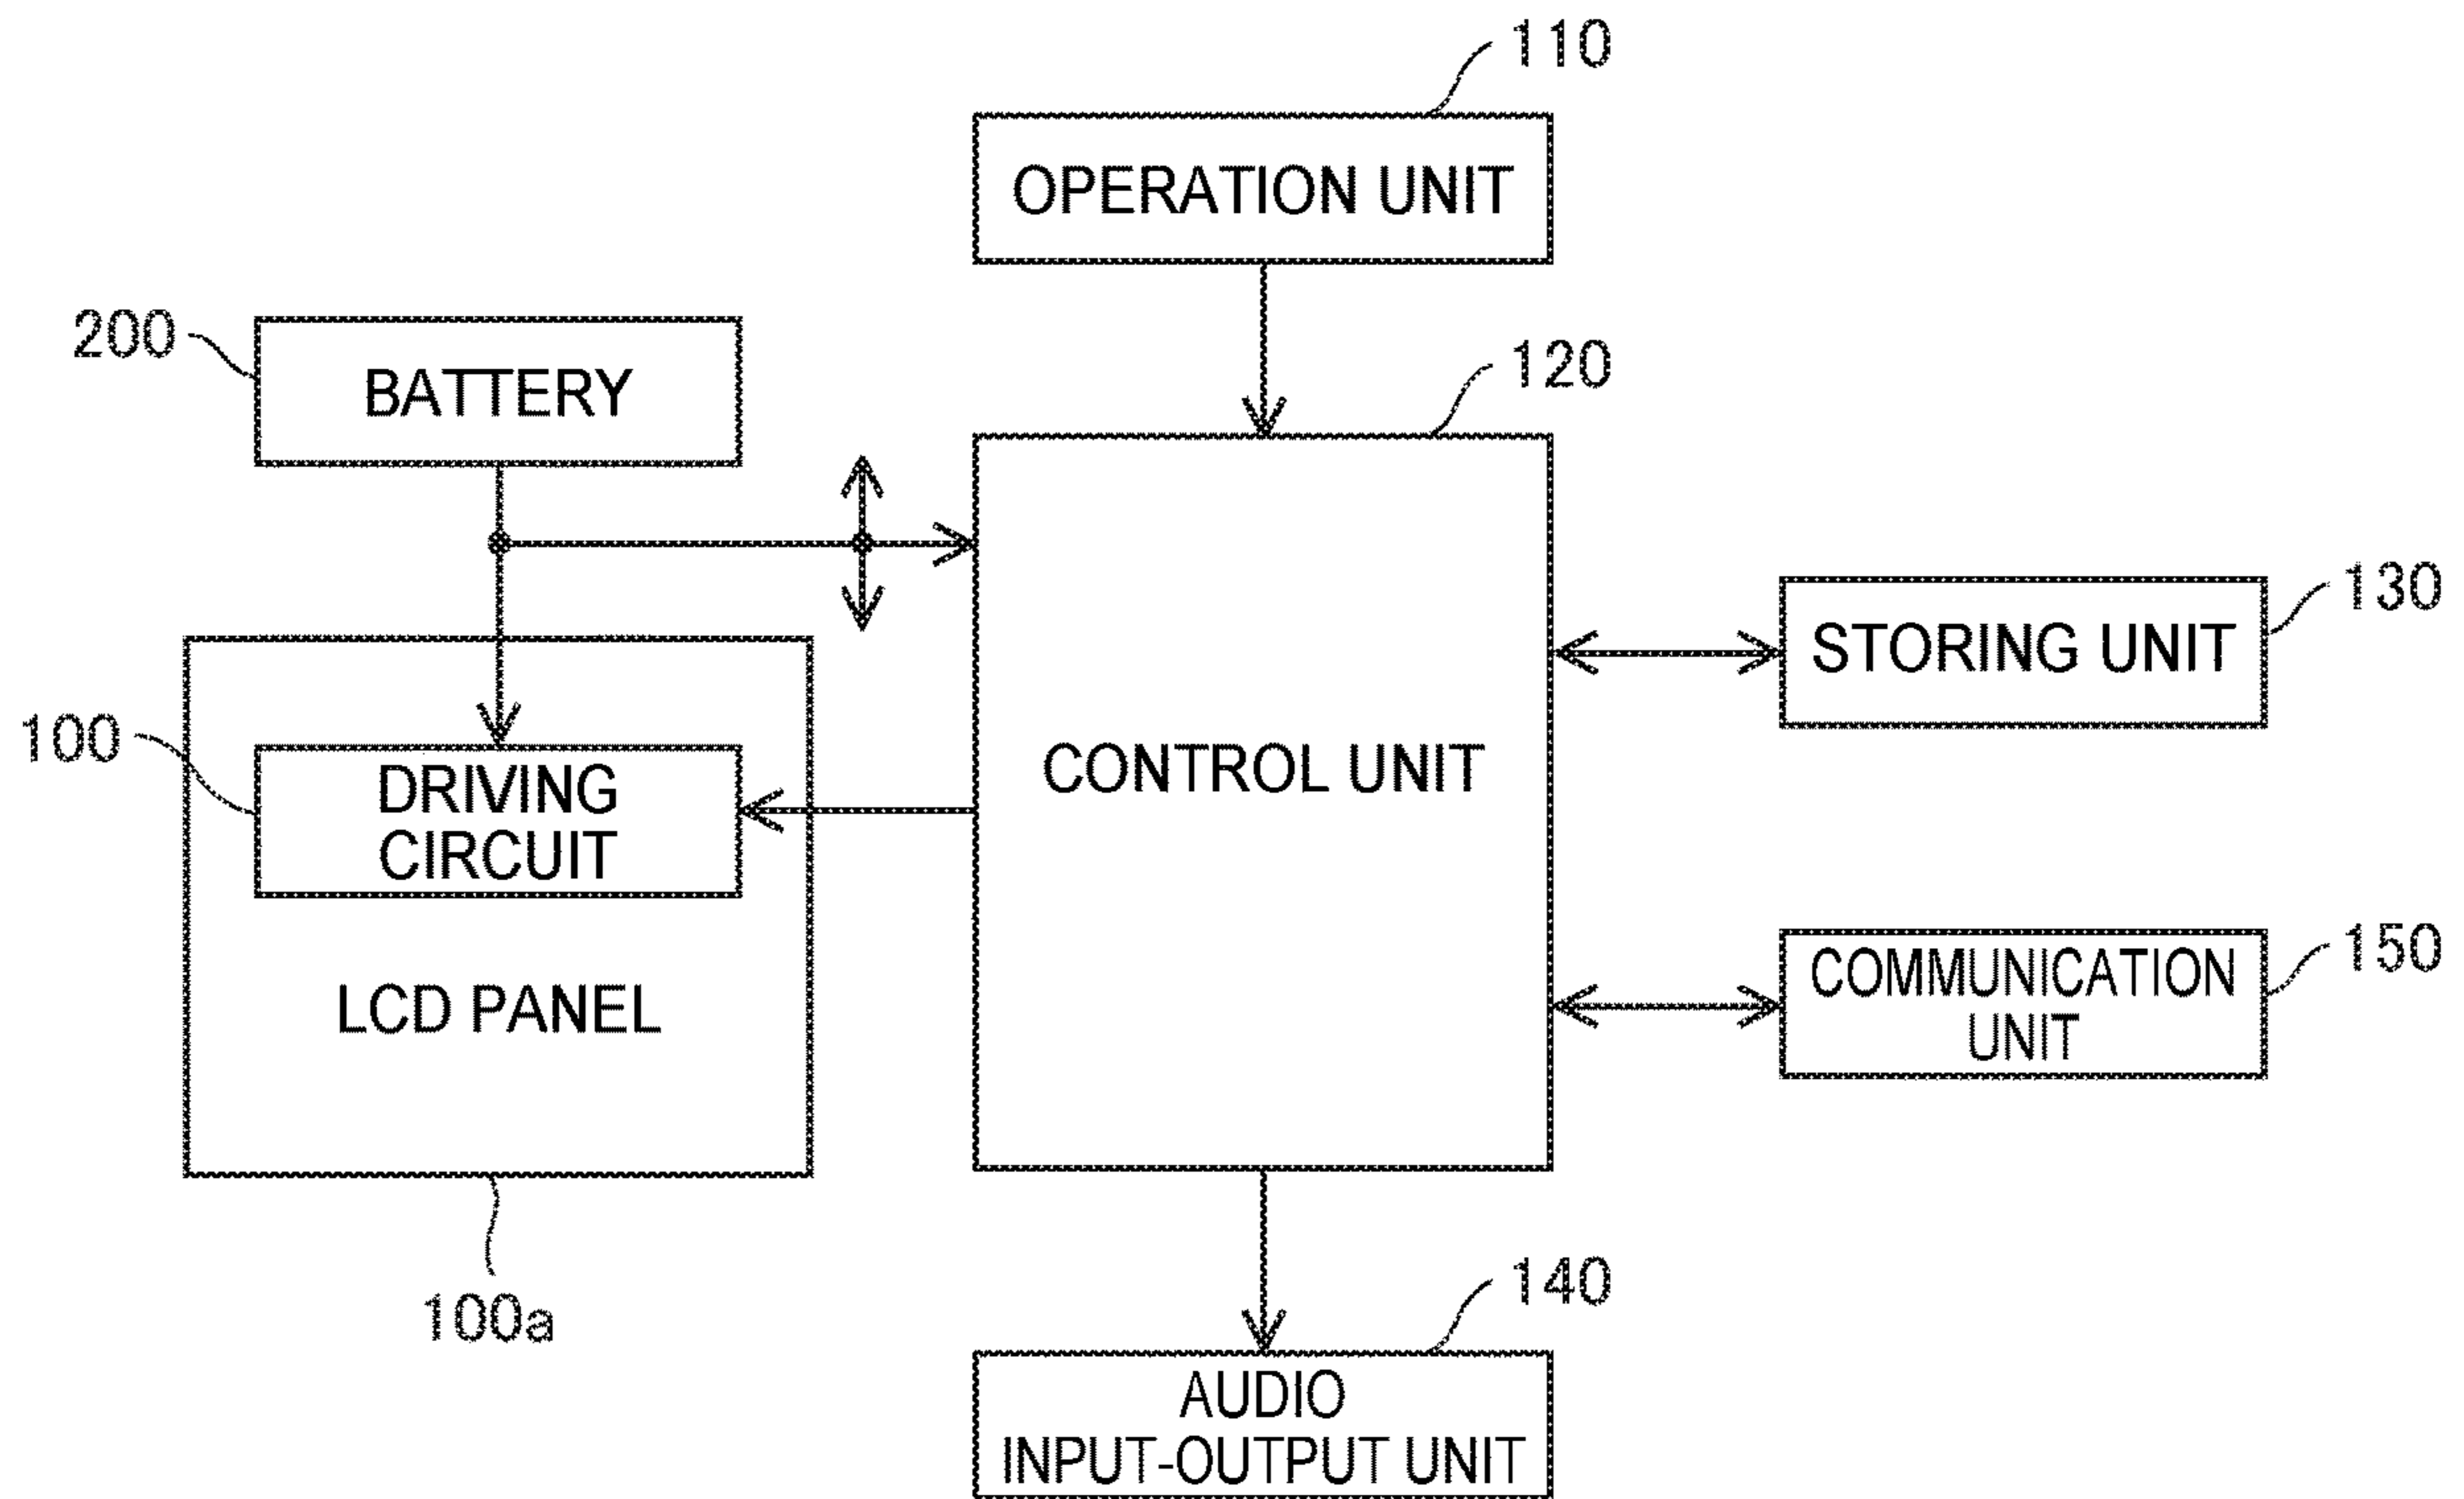 110
OPERATION UNIT
200
BATTERY
120
CONTROL UNIT
130
STORING UNIT
100
DRIVING
CIRCUIT
LCD PANEL
100a
150
COMMUNICATION
UNIT
140
AUDIO
INPUT-OUTPUT UNIT